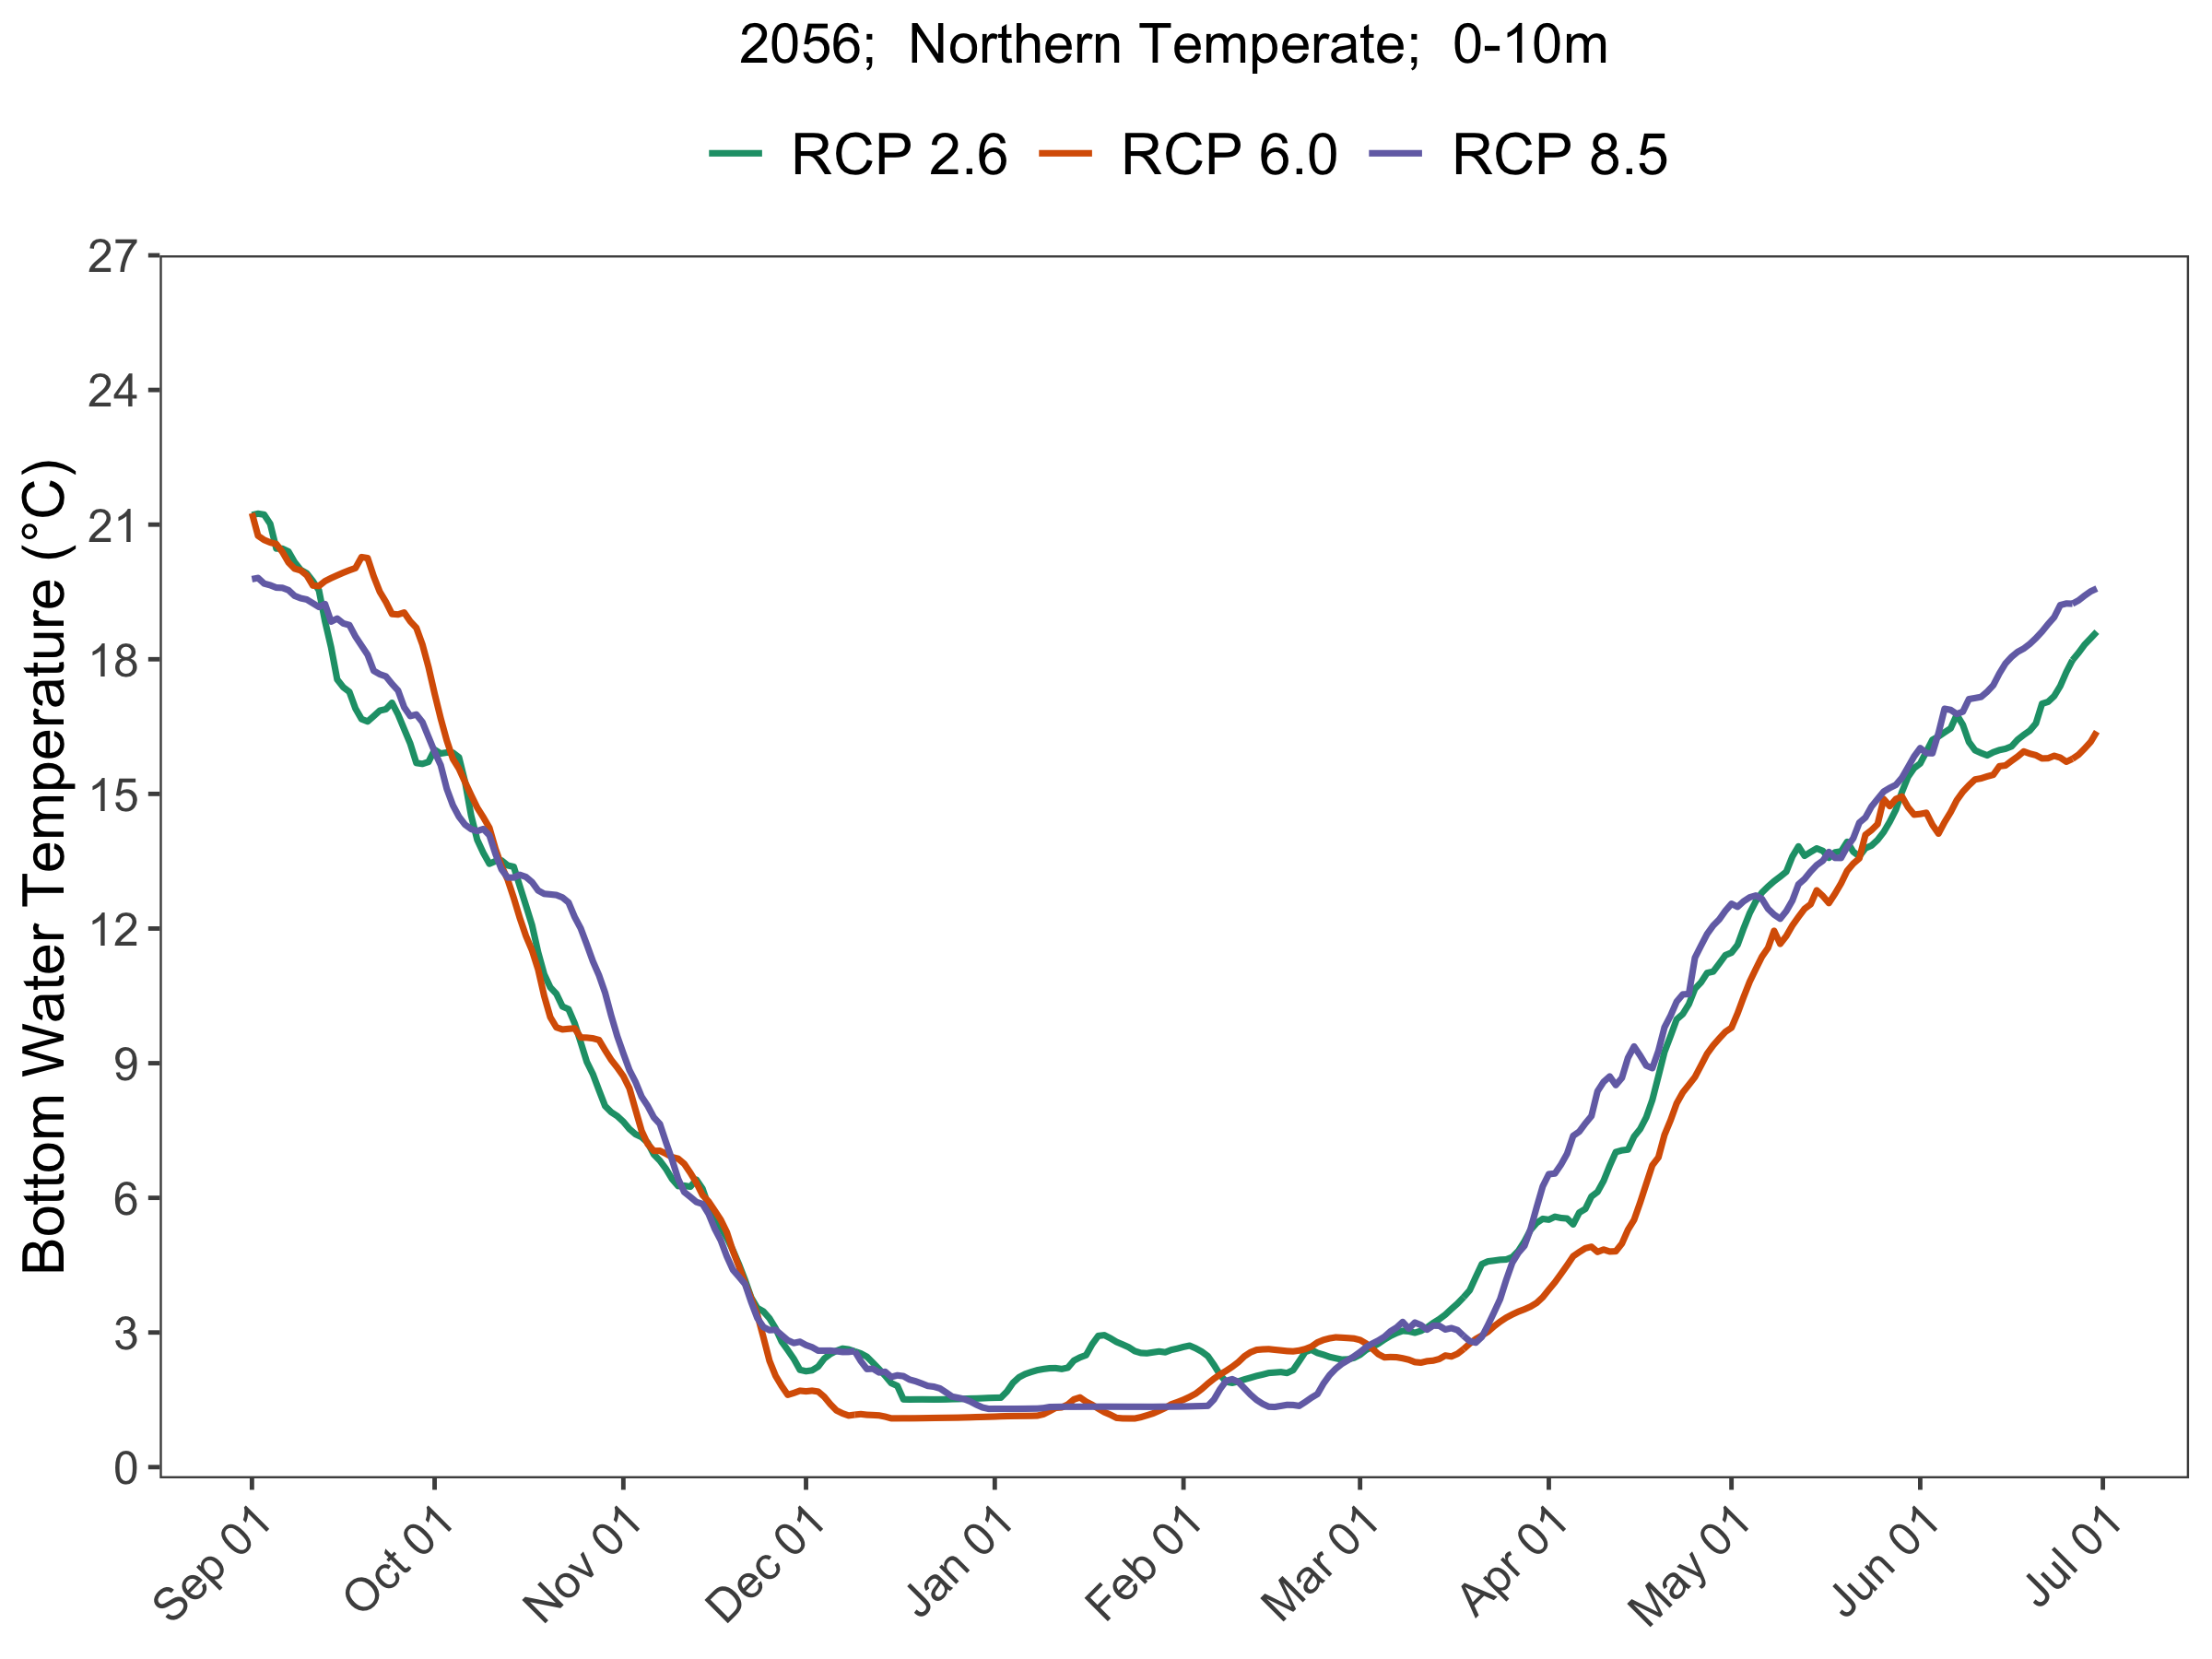 2056;  Northern Temperate;  0-10m
RCP 2.6 RCP 6.0 RCP 8.5
Bottom Water Temperature (°C)
27
24
21
18
15
12
9
6
3
0
Sep 01 Oct 01 Nov 01 Dec 01 Jan 01 Feb 01 Mar 01 Apr 01 May 01 Jun 01 Jul 01